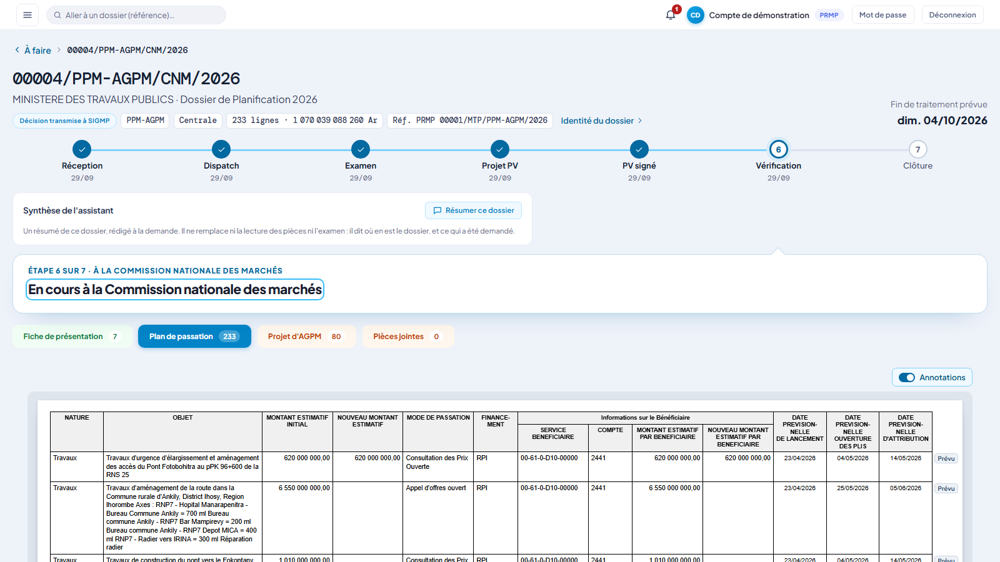 Aller à un dossier (référence)...
1
CD
Compte de démonstration
PRMP
Mot de passe
Déconnexion
À faire
00004/PPM-AGPM/CNM/2026
00004/PPM-AGPM/CNM/2026
MINISTERE DES TRAVAUX PUBLICS · Dossier de Planification 2026
Fin de traitement prévue
dim. 04/10/2026
Décision transmise à SIGMP
PPM-AGPM
Centrale
233 lignes · 1 070 039 088 260 Ar
Réf. PRMP 00001/MTP/PPM-AGPM/2026
Identité du dossier
6
7
Réception
Dispatch
Examen
Projet PV
PV signé
Vérification
Clôture
29/09
29/09
29/09
29/09
29/09
29/09
Synthèse de l'assistant
Résumer ce dossier
Un résumé de ce dossier, rédigé à la demande. Il ne remplace ni la lecture des pièces ni l'examen : il dit où en est le dossier, et ce qui a été demandé.
ÉTAPE 6 SUR 7 · À LA COMMISSION NATIONALE DES MARCHÉS
En cours à la Commission nationale des marchés
Fiche de présentation 7
Plan de passation 233
Projet d'AGPM 80
Pièces jointes 0
Annotations
NATURE
OBJET
MONTANT ESTIMATIF
INITIAL
NOUVEAU MONTANT
ESTIMATIF
MODE DE PASSATION
FINANCE-
MENT
Informations sur le Bénéficiaire
SERVICE
BENEFICIAIRE
COMPTE
MONTANT ESTIMATIF
PAR BENEFICIAIRE
NOUVEAU MONTANT
ESTIMATIF PAR
BENEFICIAIRE
DATE
PREVISION-
NELLE
DE LANCEMENT
DATE
PREVISION-
NELLE
OUVERTURE
DES PLIS
DATE
PREVISION-
NELLE
D'ATTRIBUTION
Travaux
Travaux d'urgence d'élargissement et aménagement
des accès du Pont Fotobohitra au pPK 96+600 de la
RNS 25
620 000 000,00
620 000 000,00
Consultation des Prix
Ouverte
RPI
00-61-0-D10-00000
2441
620 000 000,00
620 000 000,00
23/04/2026
04/05/2026
14/05/2026
Prévu
Travaux
Travaux d'aménagement de la route dans la
Commune rurale d'Ankily, District Ihosy, Region
Ihorombe Axes : RNP7 - Hopital Manarapenitra -
Bureau Commune Ankily = 700 ml Bureau
commune Ankily - RNP7 Bar Mampirevy = 200 ml
Bureau commune Ankily - RNP7 Depot MICA = 400
ml RNP7 - Radier vers IRINA = 300 ml Réparation
radier
6 550 000 000,00
Appel d'offres ouvert
RPI
00-61-0-D10-00000
2441
6 550 000 000,00
23/04/2026
25/05/2026
05/06/2026
Prévu
Travaux
Travaux de construction du pont vers le Fokontany
1 010 000 000,00
Consultation des Prix
RPI
00-61-0-D10-00000
2441
1 010 000 000,00
23/04/2026
04/05/2026
14/05/2026
Prévu